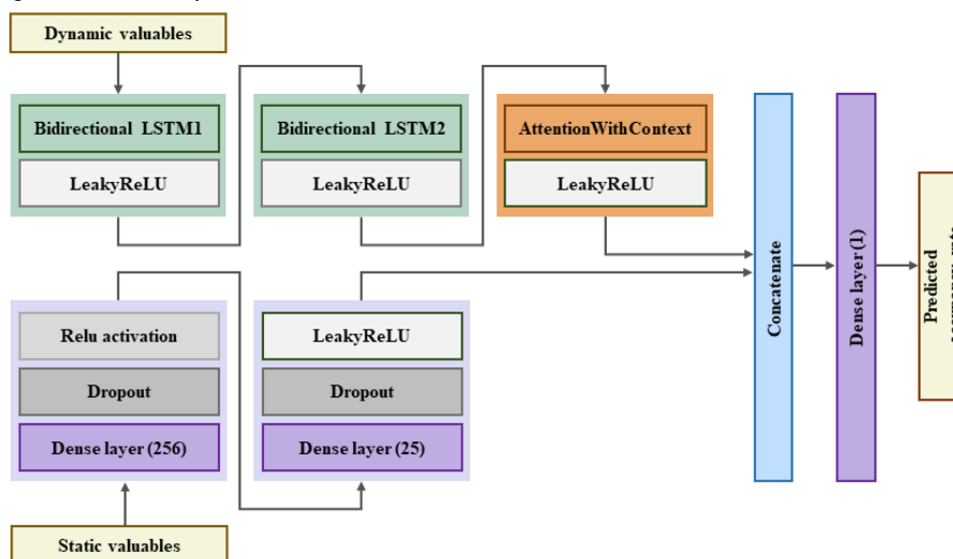 Dynamic valuables
Bidirectional LSTM1
LeakyReLU
Bidirectional LSTM2
LeakyReLU
AttentionWithContext
LeakyReLU
Relu activation
Dropout
Dense layer (256)
LeakyReLU
Dropout
Dense layer (25)
Static valuables
Concatenate
Dense layer (1)
Predicted